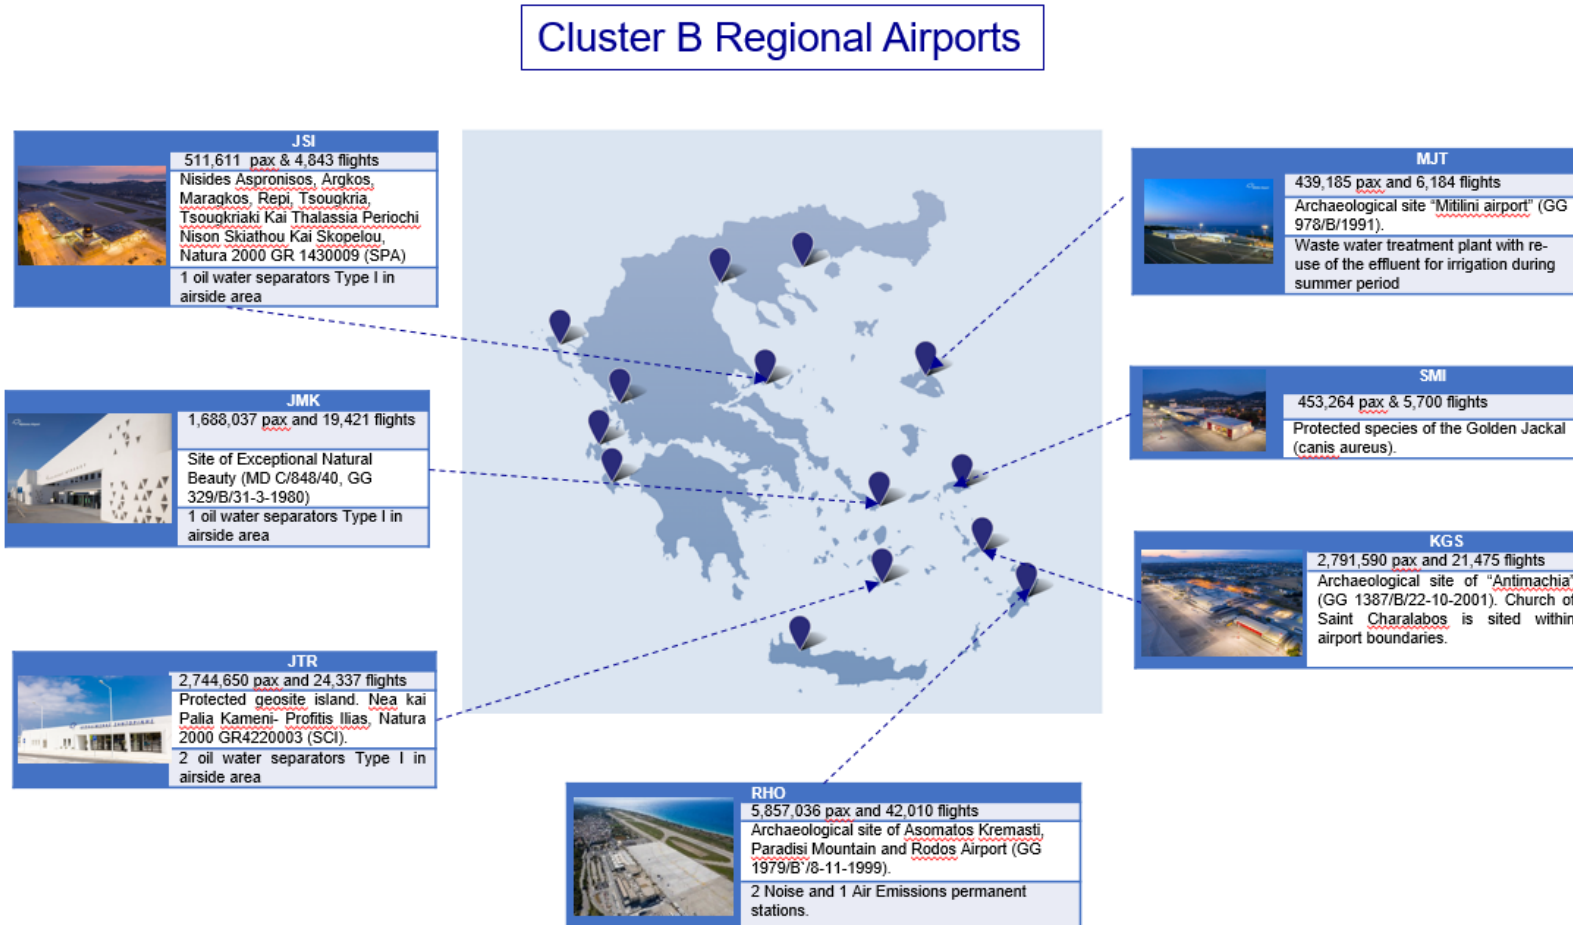 Cluster B Regional Airports
JSI
511,611 pax & 4,843 flights
Nisides Aspronisos, Argkos,
Maragkos, Repi, Tsougkria,
Tsougkriaki Kai Thalassia Periochi
Nison Skiathou Kai Skopelou,
Natura 2000 GR 1430009 (SPA)
1 oil water separators Type I in
airside area
JMK
1,688,037 pax and 19,421 flights
Site of Exceptional Natural
Beauty (MD C/848/40, GG
329/B/31-3-1980)
1 oil water separators Type I in
airside area
JTR
2,744,650 pax and 24,337 flights
Protected geosite island. Nea kai
Palia Kameni- Profitis Ilias, Natura
2000 GR4220003 (SCI).
2 oil water separators Type I in
airside area
RHO
5,857,036 pax and 42,010 flights
Archaeological site of Asomatos Kremasti,
Paradisi Mountain and Rodos Airport (GG
1979/B`/8-11-1999).
2 Noise and 1 Air Emissions permanent
stations.
MJT
439,185 pax and 6,184 flights
Archaeological site “Mitilini airport” (GG
978/B/1991).
Waste water treatment plant with re-
use of the effluent for irrigation during
summer period
SMI
453,264 pax & 5,700 flights
Protected species of the Golden Jackal
(canis aureus).
KGS
2,791,590 pax and 21,475 flights
Archaeological site of “Antimachia”
(GG 1387/B/22-10-2001). Church of
Saint Charalabos is sited within
airport boundaries.